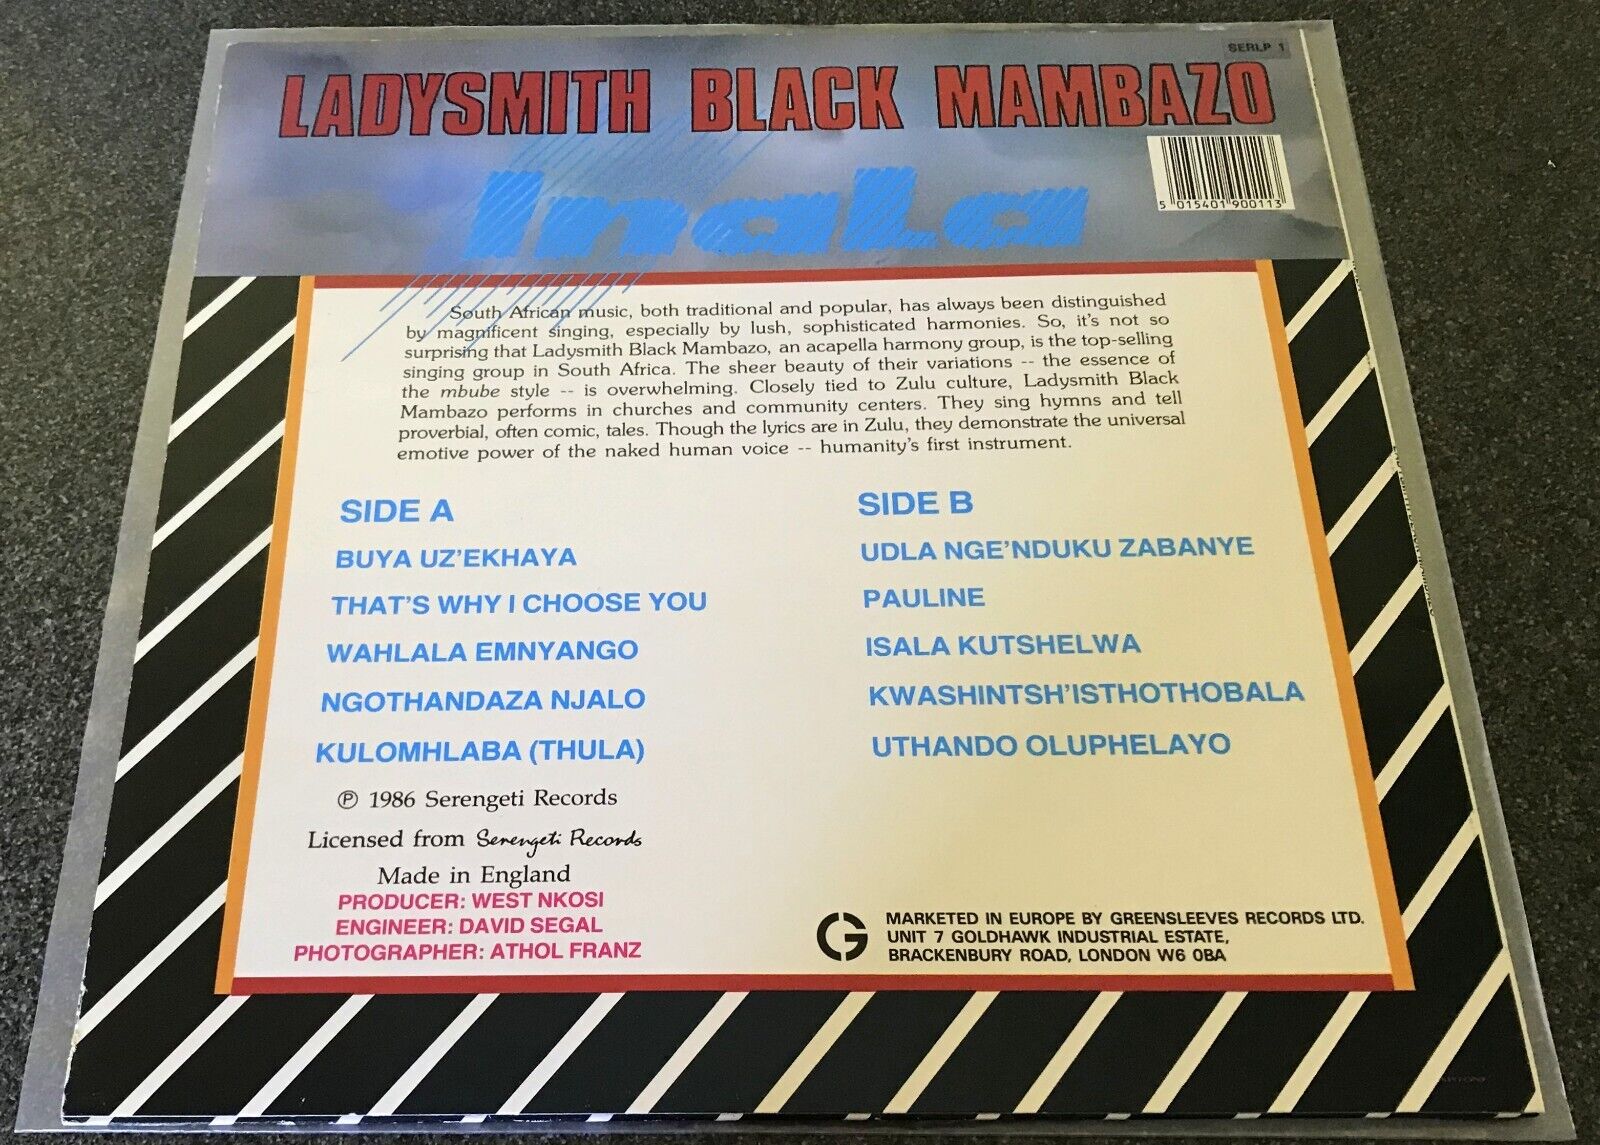 SERLP 1
LADYSMITH BLACK MAMBAZO
Inala
5 015401 900113
South African music, both traditional and popular, has always been distinguished
by magnificent singing, especially by lush, sophisticated harmonies. So, it's not so
surprising that Ladysmith Black Mambazo, an acapella harmony group, is the top-selling
singing group in South Africa. The sheer beauty of their variations -- the essence of
the mbube style -- is overwhelming. Closely tied to Zulu culture, Ladysmith Black
Mambazo performs in churches and community centers. They sing hymns and tell
proverbial, often comic, tales. Though the lyrics are in Zulu, they demonstrate the universal
emotive power of the naked human voice -- humanity's first instrument.
SIDE A
BUYA UZ'EKHAYA
THAT'S WHY I CHOOSE YOU
WAHLALA EMNYANGO
NGOTHANDAZA NJALO
KULOMHLABA (THULA)
SIDE B
UDLA NGE'NDUKU ZABANYE
PAULINE
ISALA KUTSHELWA
KWASHINTSH'ISTHOTHOBALA
UTHANDO OLUPHELAYO
℗ 1986 Serengeti Records
Licensed from Serengeti Records
Made in England
PRODUCER: WEST NKOSI
ENGINEER: DAVID SEGAL
PHOTOGRAPHER: ATHOL FRANZ
G
MARKETED IN EUROPE BY GREENSLEEVES RECORDS LTD.
UNIT 7 GOLDHAWK INDUSTRIAL ESTATE,
BRACKENBURY ROAD, LONDON W6 0BA